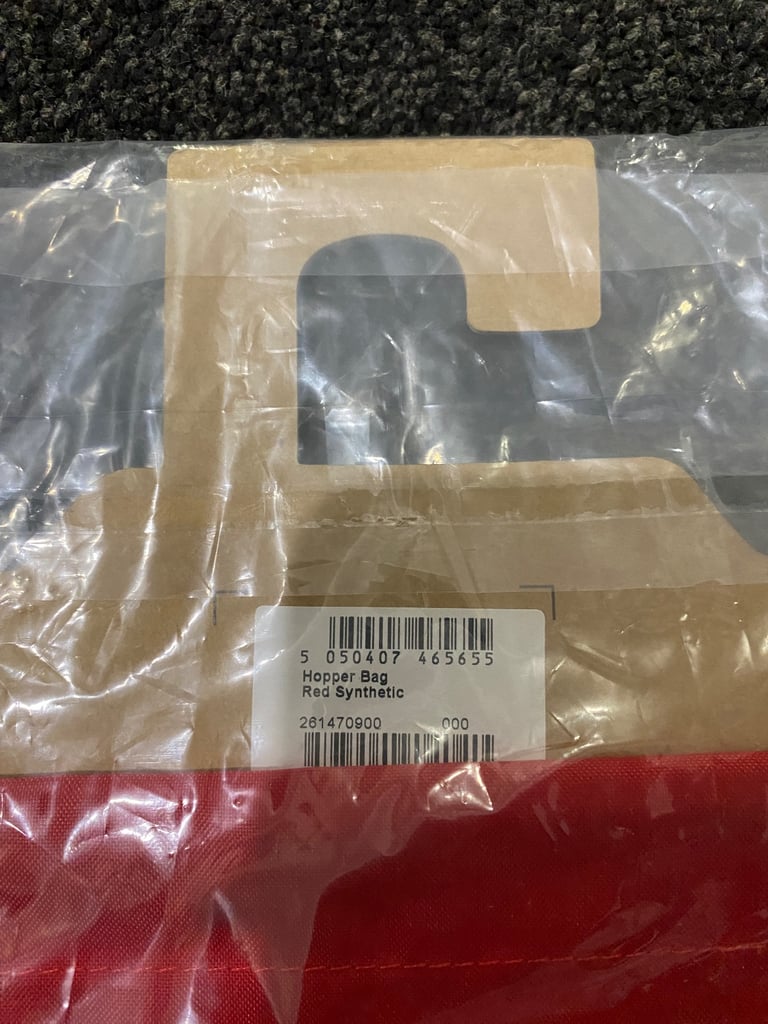 5 050407 465655
Hopper Bag
Red Synthetic
261470900 000